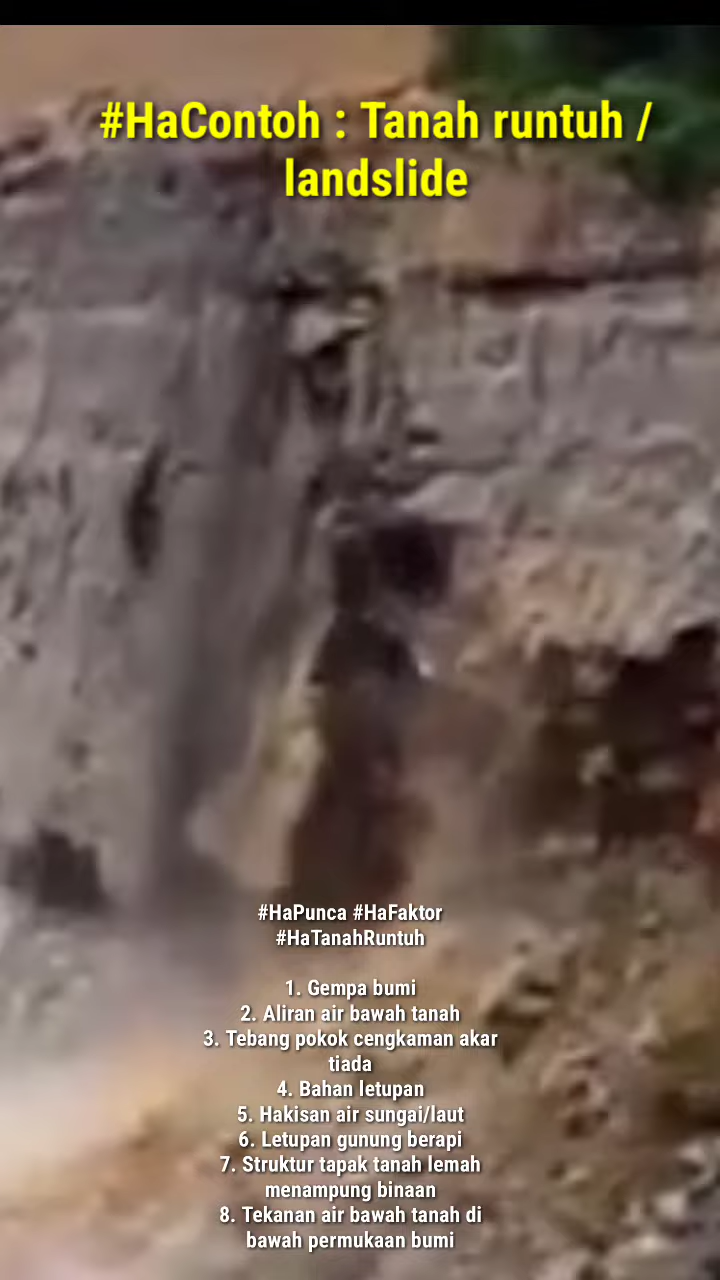 #HaContoh : Tanah runtuh /
landslide
#HaPunca #HaFaktor
#HaTanahRuntuh
1. Gempa bumi
2. Aliran air bawah tanah
3. Tebang pokok cengkaman akar
tiada
4. Bahan letupan
5. Hakisan air sungai/laut
6. Letupan gunung berapi
7. Struktur tapak tanah lemah
menampung binaan
8. Tekanan air bawah tanah di
bawah permukaan bumi